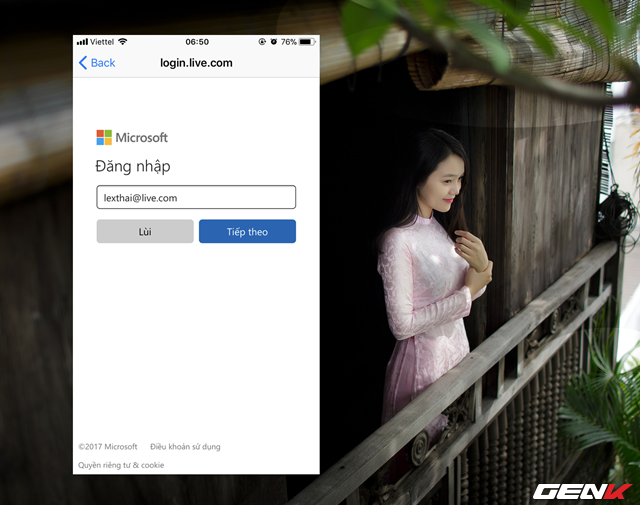 Viettel 06:50 76%
Back login.live.com
Microsoft
Đăng nhập
lexthai@live.com
Lùi Tiếp theo
©2017 Microsoft Điều khoản sử dụng
Quyền riêng tư & cookie
GENK